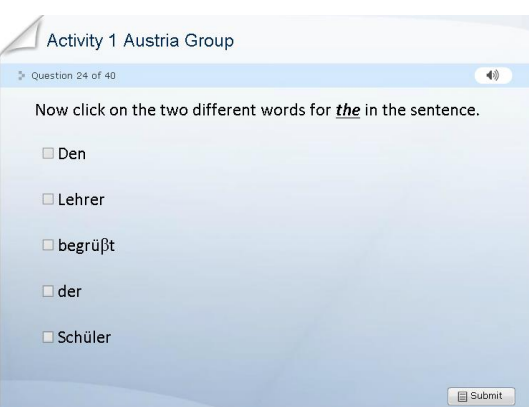 Activity 1 Austria Group
Question 24 of 40
Now click on the two different words for the in the sentence.
Den
Lehrer
begrüβt
der
Schüler
Submit